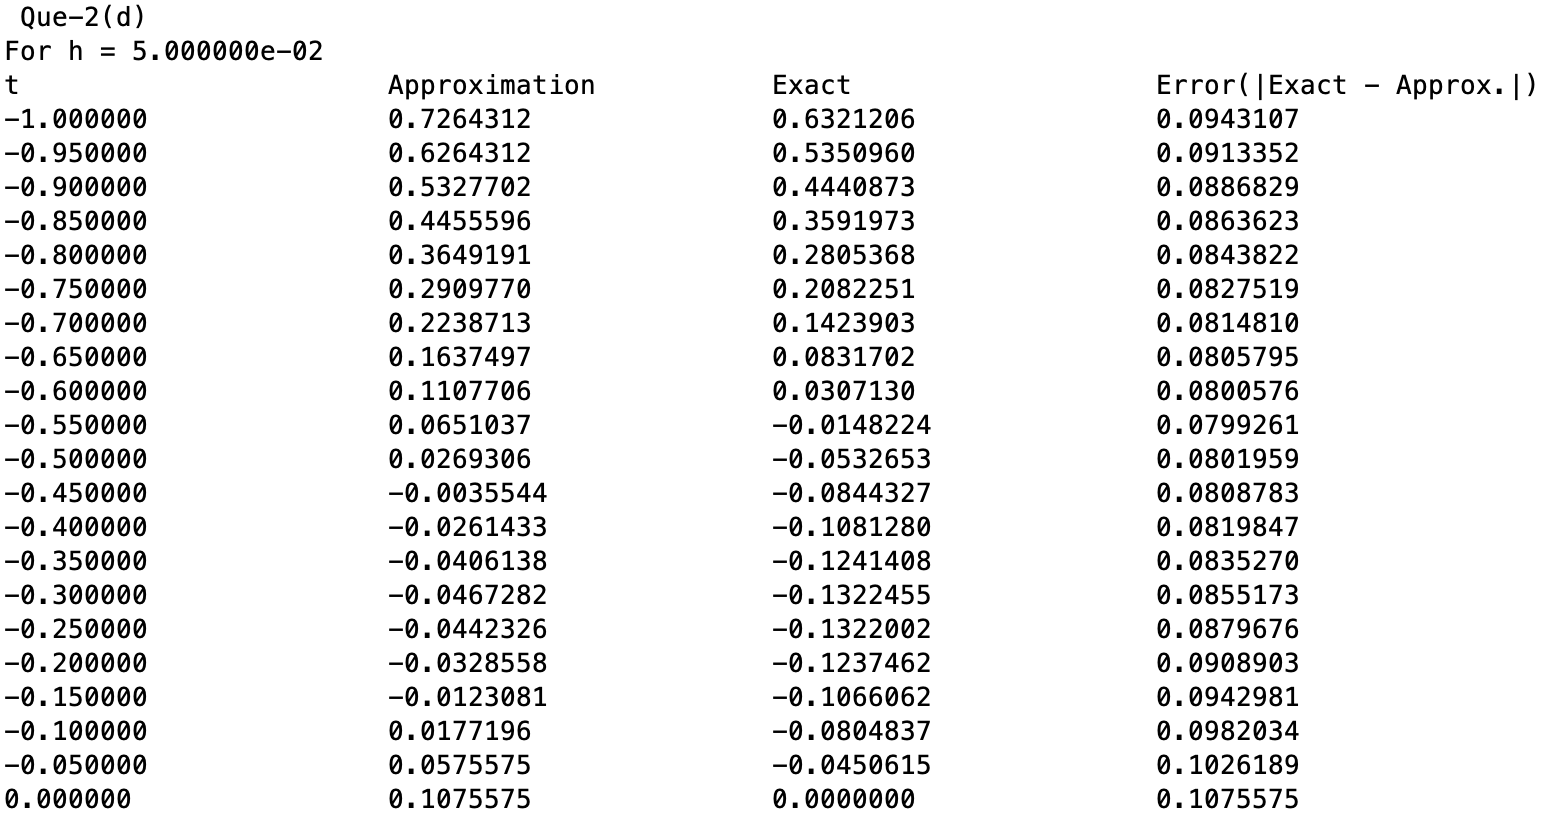 Que-2(d)
For h = 5.000000e-02
t Approximation Exact Error(|Exact - Approx.|)
-1.000000 0.7264312 0.6321206 0.0943107
-0.950000 0.6264312 0.5350960 0.0913352
-0.900000 0.5327702 0.4440873 0.0886829
-0.850000 0.4455596 0.3591973 0.0863623
-0.800000 0.3649191 0.2805368 0.0843822
-0.750000 0.2909770 0.2082251 0.0827519
-0.700000 0.2238713 0.1423903 0.0814810
-0.650000 0.1637497 0.0831702 0.0805795
-0.600000 0.1107706 0.0307130 0.0800576
-0.550000 0.0651037 -0.0148224 0.0799261
-0.500000 0.0269306 -0.0532653 0.0801959
-0.450000 -0.0035544 -0.0844327 0.0808783
-0.400000 -0.0261433 -0.1081280 0.0819847
-0.350000 -0.0406138 -0.1241408 0.0835270
-0.300000 -0.0467282 -0.1322455 0.0855173
-0.250000 -0.0442326 -0.1322002 0.0879676
-0.200000 -0.0328558 -0.1237462 0.0908903
-0.150000 -0.0123081 -0.1066062 0.0942981
-0.100000 0.0177196 -0.0804837 0.0982034
-0.050000 0.0575575 -0.0450615 0.1026189
0.000000 0.1075575 0.0000000 0.1075575